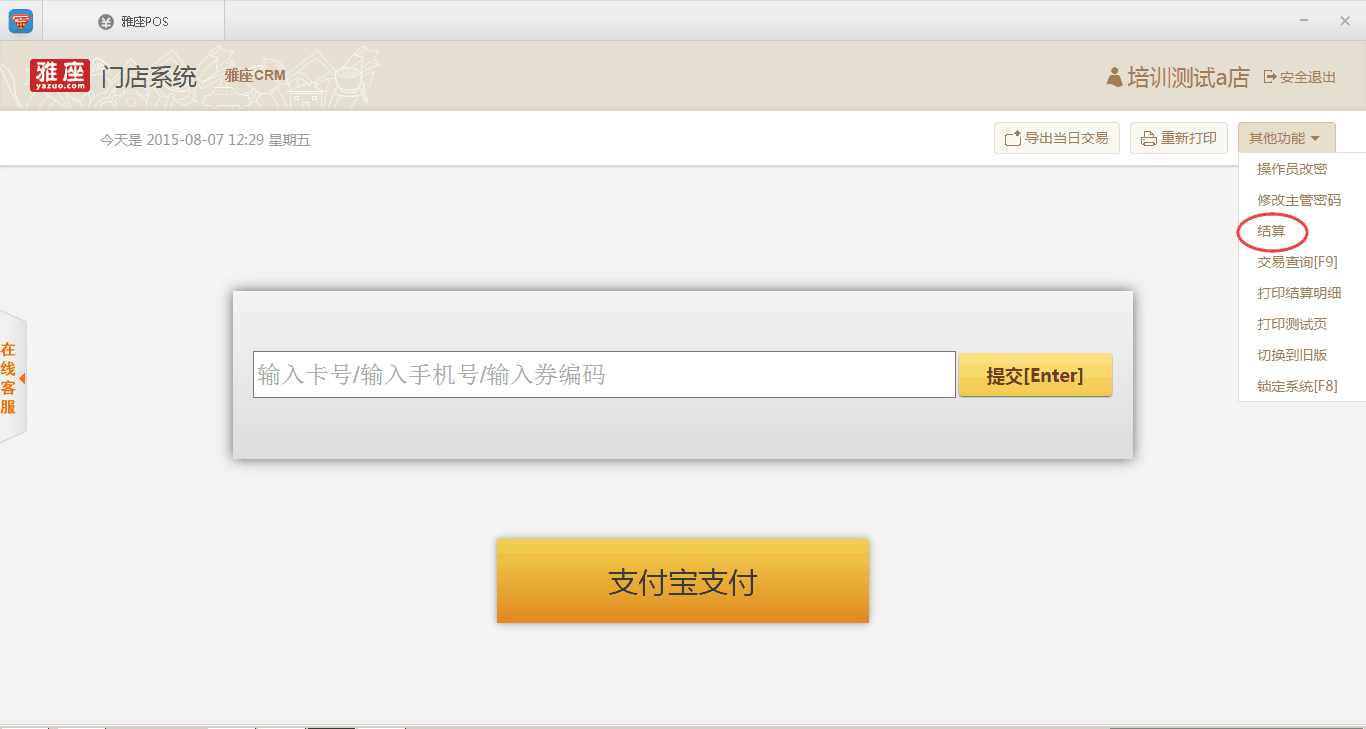 雅座POS
雅座
yazuo.com
门店系统
雅座CRM
培训测试a店
安全退出
今天是 2015-08-07 12:29 星期五
导出当日交易
重新打印
其他功能
操作员改密
修改主管密码
结算
交易查询[F9]
打印结算明细
打印测试页
切换到旧版
锁定系统[F8]
在线客服
输入卡号/输入手机号/输入券编码
提交[Enter]
支付宝支付